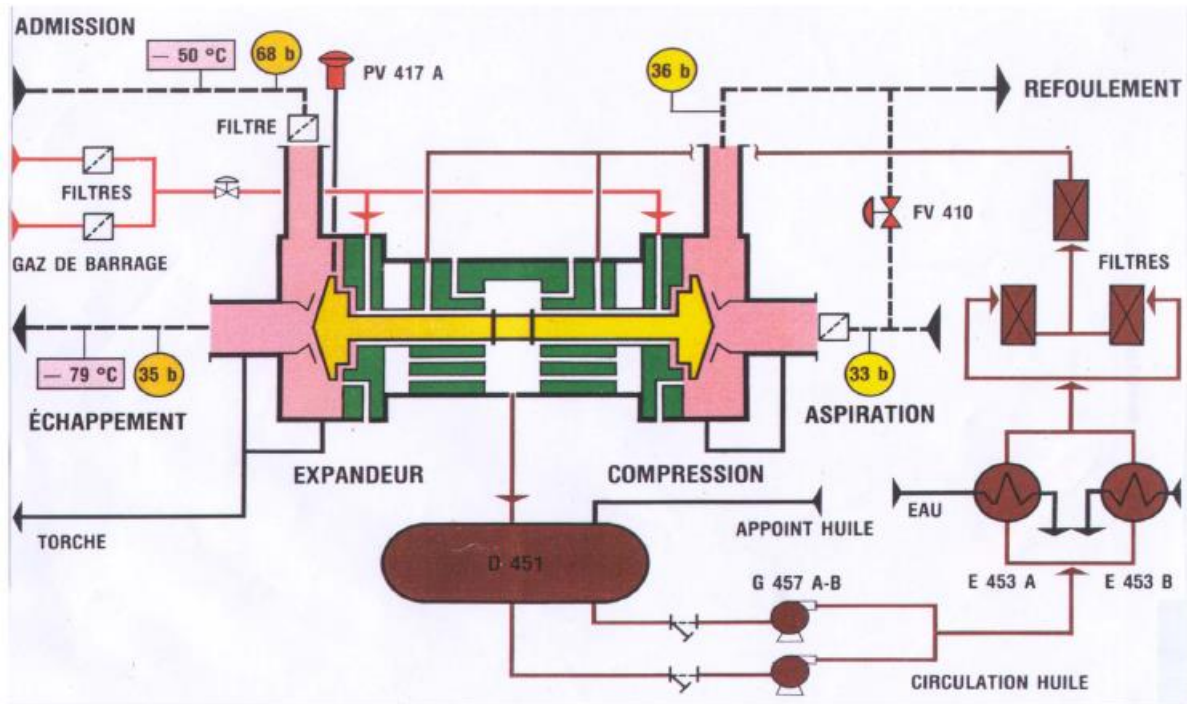 ADMISSION
— 50 °C
68 b
PV 417 A
36 b
REFOULEMENT
FILTRE
FILTRES
FV 410
GAZ DE BARRAGE
FILTRES
— 79 °C
35 b
33 b
ÉCHAPPEMENT
ASPIRATION
EXPANDEUR
COMPRESSION
EAU
TORCHE
APPOINT HUILE
D 451
G 457 A-B
E 453 A
E 453 B
CIRCULATION HUILE